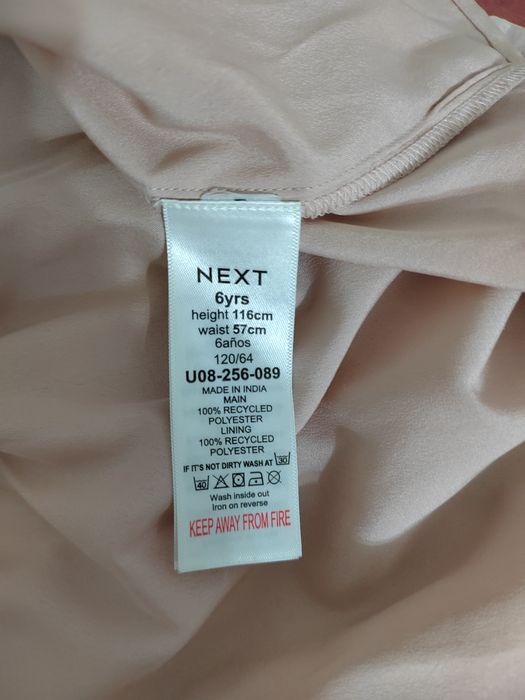 NEXT
6yrs
height 116cm
waist 57cm
6años
120/64
U08-256-089
MADE IN INDIA
MAIN
100% RECYCLED
POLYESTER
LINING
100% RECYCLED
POLYESTER
IF IT'S NOT DIRTY WASH AT 30
40
Wash inside out
Iron on reverse
KEEP AWAY FROM FIRE